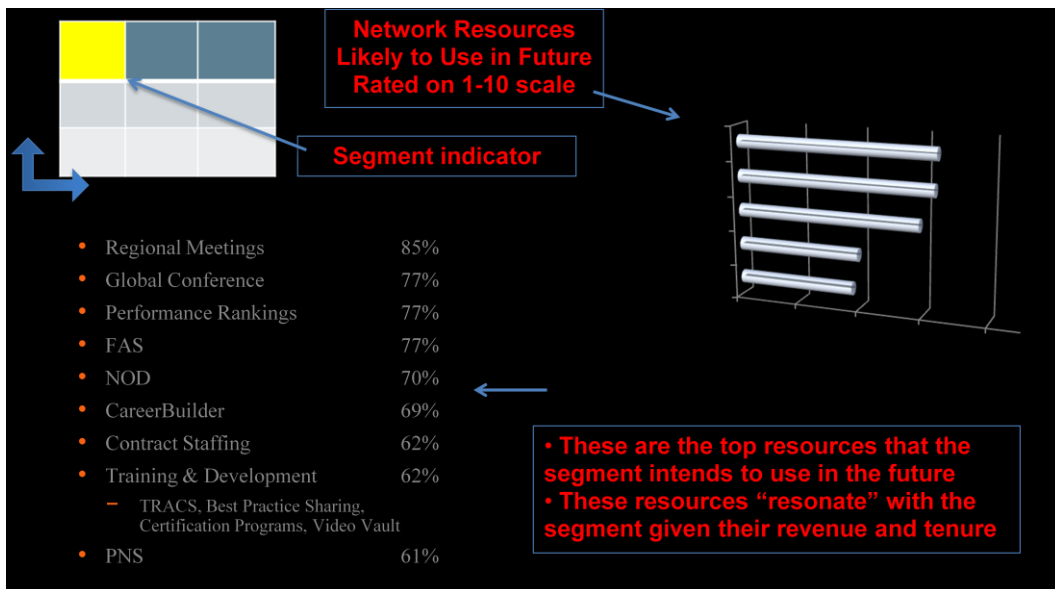 Network Resources
Likely to Use in Future
Rated on 1-10 scale
Segment indicator
• Regional Meetings 85%
• Global Conference 77%
• Performance Rankings 77%
• FAS 77%
• NOD 70%
• CareerBuilder 69%
• Contract Staffing 62%
• Training & Development 62%
– TRACS, Best Practice Sharing,
Certification Programs, Video Vault
• PNS 61%
• These are the top resources that the
segment intends to use in the future
• These resources “resonate” with the
segment given their revenue and tenure